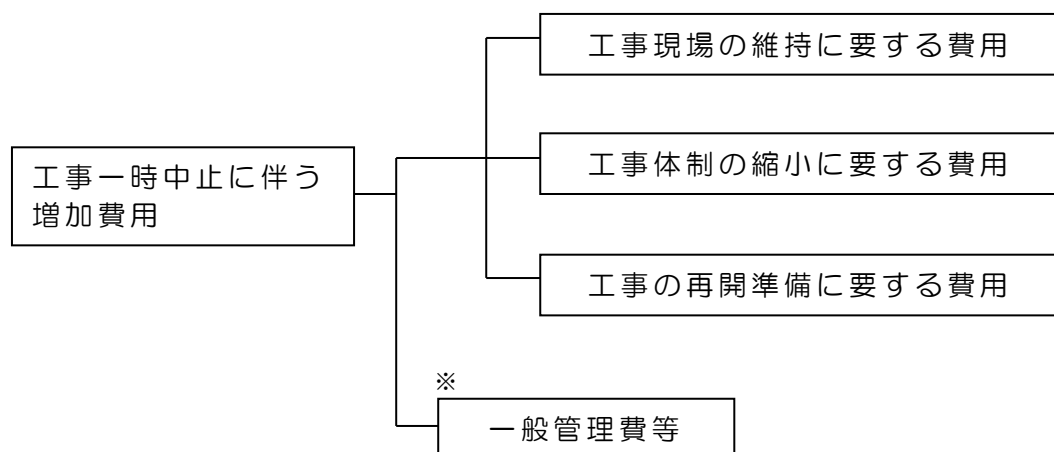 工事現場の維持に要する費用
工事体制の縮小に要する費用
工事一時中止に伴う
増加費用
工事の再開準備に要する費用
※
一般管理費等